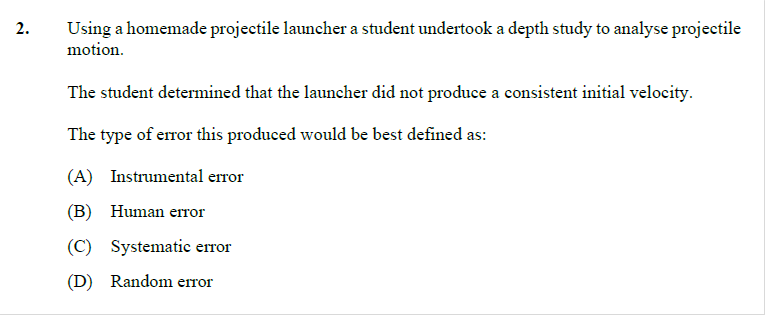 2. Using a homemade projectile launcher a student undertook a depth study to analyse projectile
motion.
The student determined that the launcher did not produce a consistent initial velocity.
The type of error this produced would be best defined as:
(A) Instrumental error
(B) Human error
(C) Systematic error
(D) Random error